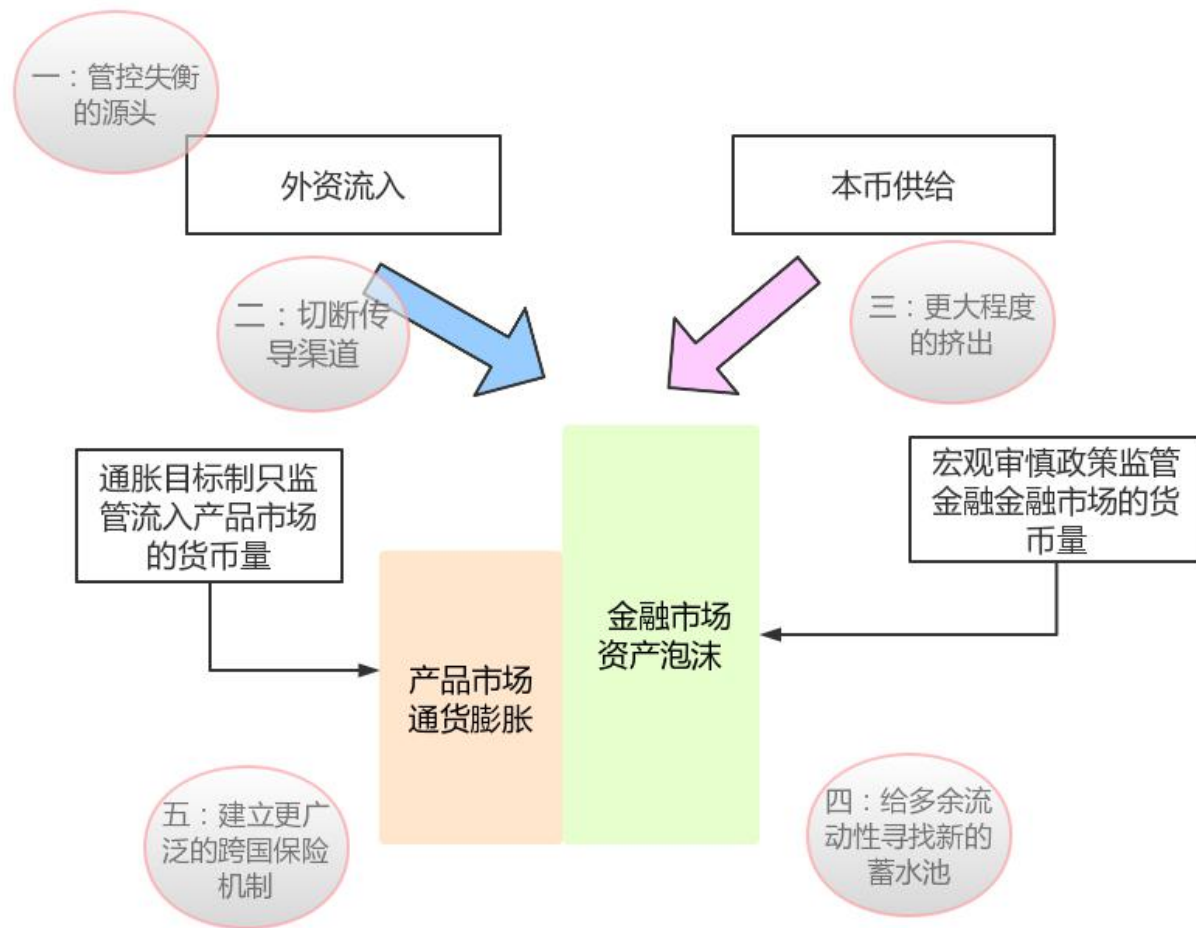 一：管控失衡
的源头
外资流入
本币供给
二：切断传
导渠道
三：更大程度
的挤出
通胀目标制只监
管流入产品市场
的货币量
宏观审慎政策监管
金融金融市场的货
币量
金融市场
资产泡沫
产品市场
通货膨胀
五：建立更广
泛的跨国保险
机制
四：给多余流
动性寻找新的
蓄水池